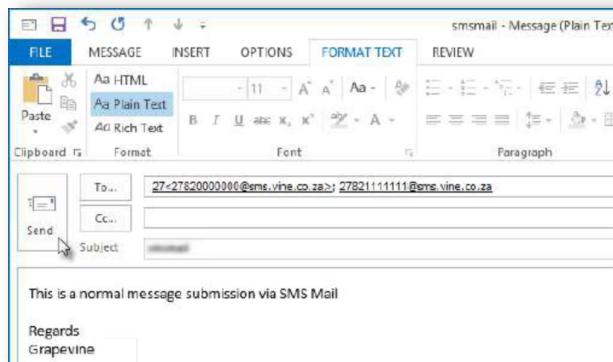 smsmail - Message (Plain Tex
FILE MESSAGE INSERT OPTIONS FORMAT TEXT REVIEW
Paste
Aa HTML
Aa Plain Text
Aa Rich Text
11 A A Aa
B I U abc X, X' aby A
Clipboard Format Font Paragraph
Send
To... 27<27820000000@sms.vine.co.za>; 27821111111@sms.vine.co.za
Cc...
Subject
This is a normal message submission via SMS Mail
Regards
Grapevine